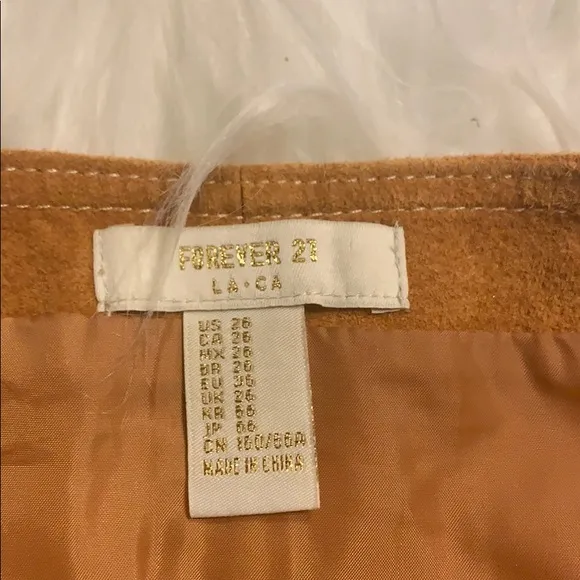 FOREVER 21
LA·CA
US 26
CA 26
MX 26
BR 26
EU 36
UK 26
KR 66
JP 66
CN 160/66A
MADE IN CHINA